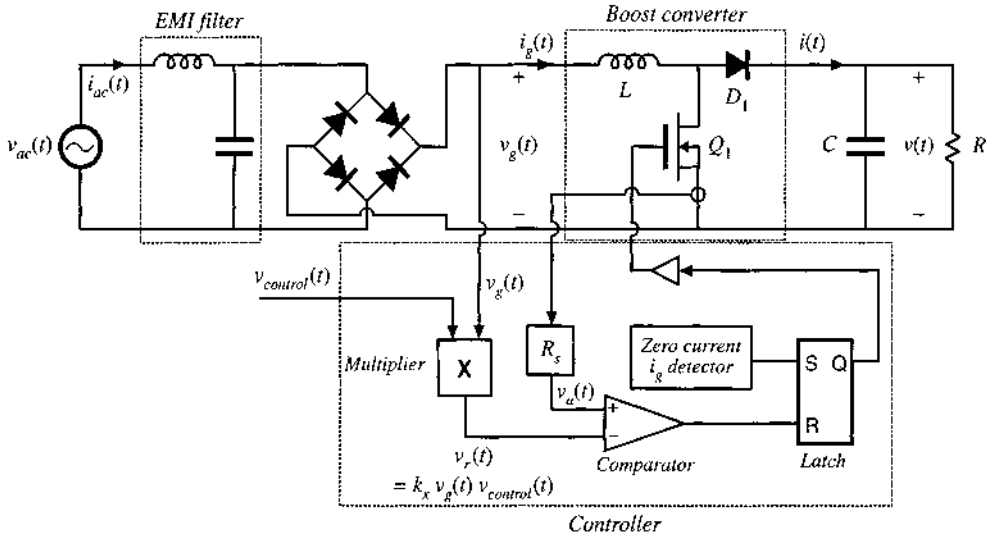 EMI filter
Boost converter
i_ac(t)
i_g(t)
i(t)
+
L
D_1
+
v_ac(t)
v_g(t)
Q_1
C
v(t)
R
−
−
v_control(t)
v_g(t)
Multiplier
X
R_s
Zero current
i_g detector
S Q
R
v_a(t)
+
−
v_r(t)
= k_x v_g(t) v_control(t)
Comparator
Latch
Controller